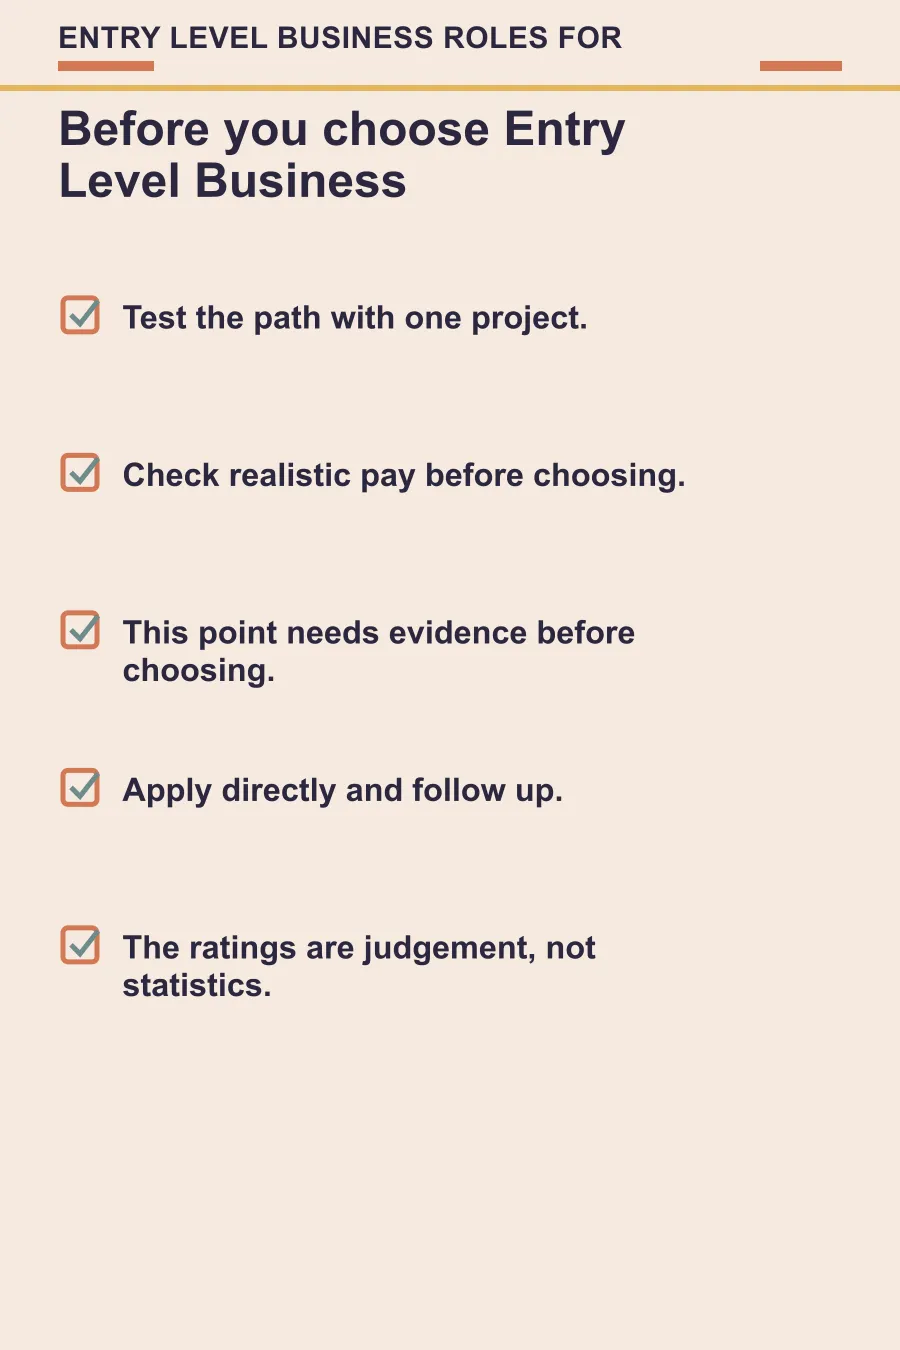 ENTRY LEVEL BUSINESS ROLES FOR
Before you choose Entry
Level Business
Test the path with one project.
Check realistic pay before choosing.
This point needs evidence before
choosing.
Apply directly and follow up.
The ratings are judgement, not
statistics.